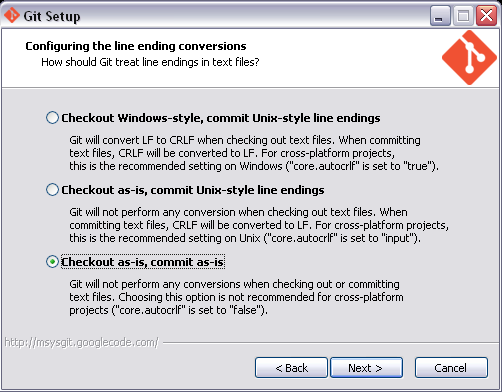 Git Setup
Configuring the line ending conversions
How should Git treat line endings in text files?
Checkout Windows-style, commit Unix-style line endings
Git will convert LF to CRLF when checking out text files. When committing
text files, CRLF will be converted to LF. For cross-platform projects,
this is the recommended setting on Windows ("core.autocrlf" is set to "true").
Checkout as-is, commit Unix-style line endings
Git will not perform any conversion when checking out text files. When
committing text files, CRLF will be converted to LF. For cross-platform projects,
this is the recommended setting on Unix ("core.autocrlf" is set to "input").
Checkout as-is, commit as-is
Git will not perform any conversions when checking out or committing
text files. Choosing this option is not recommended for cross-platform
projects ("core.autocrlf" is set to "false").
http://msysgit.googlecode.com/
< Back
Next >
Cancel